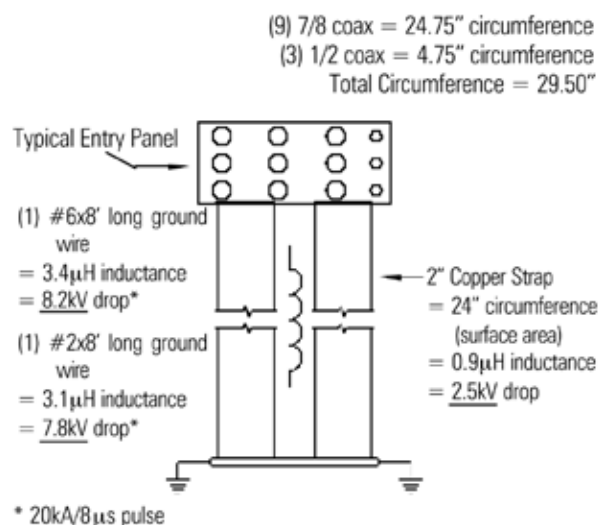 (9) 7/8 coax = 24.75" circumference
(3) 1/2 coax = 4.75" circumference
Total Circumference = 29.50"
Typical Entry Panel
(1) #6x8' long ground
wire
= 3.4µH inductance
= 8.2kV drop*
(1) #2x8' long ground
wire
= 3.1µH inductance
= 7.8kV drop*
2" Copper Strap
= 24" circumference
(surface area)
= 0.9µH inductance
= 2.5kV drop
* 20kA/8µs pulse